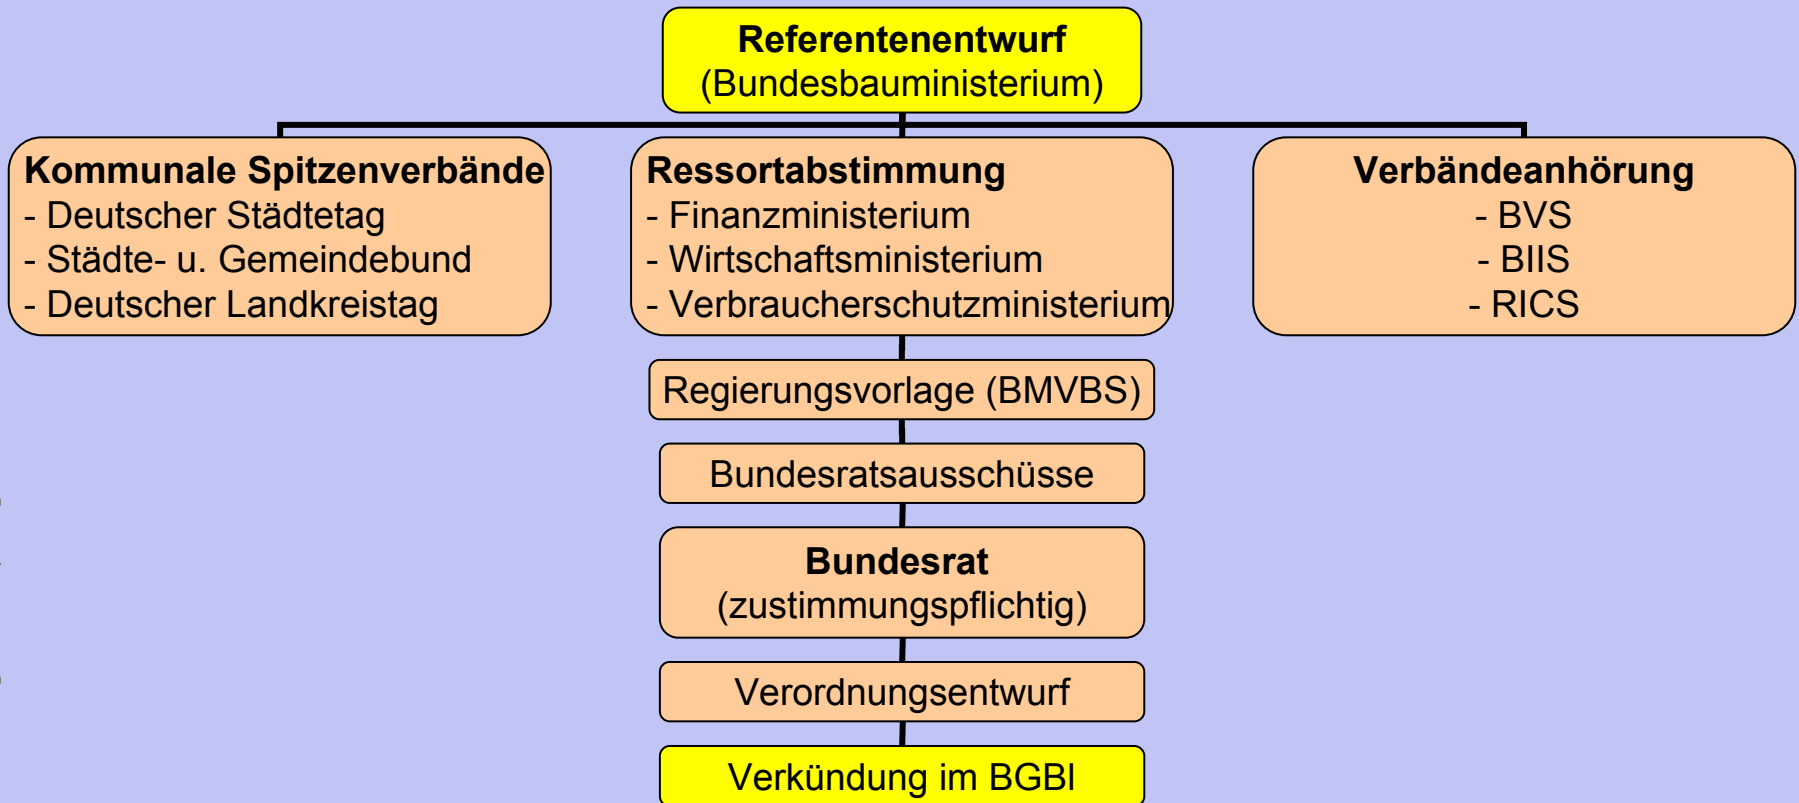 Referentenentwurf
(Bundesbauministerium)
Kommunale Spitzenverbände
- Deutscher Städtetag
- Städte- u. Gemeindebund
- Deutscher Landkreistag
Ressortabstimmung
- Finanzministerium
- Wirtschaftsministerium
- Verbraucherschutzministerium
Verbändeanhörung
- BVS
- BIIS
- RICS
Regierungsvorlage (BMVBS)
Bundesratsausschüsse
Bundesrat
(zustimmungspflichtig)
Verordnungsentwurf
Verkündung im BGBl